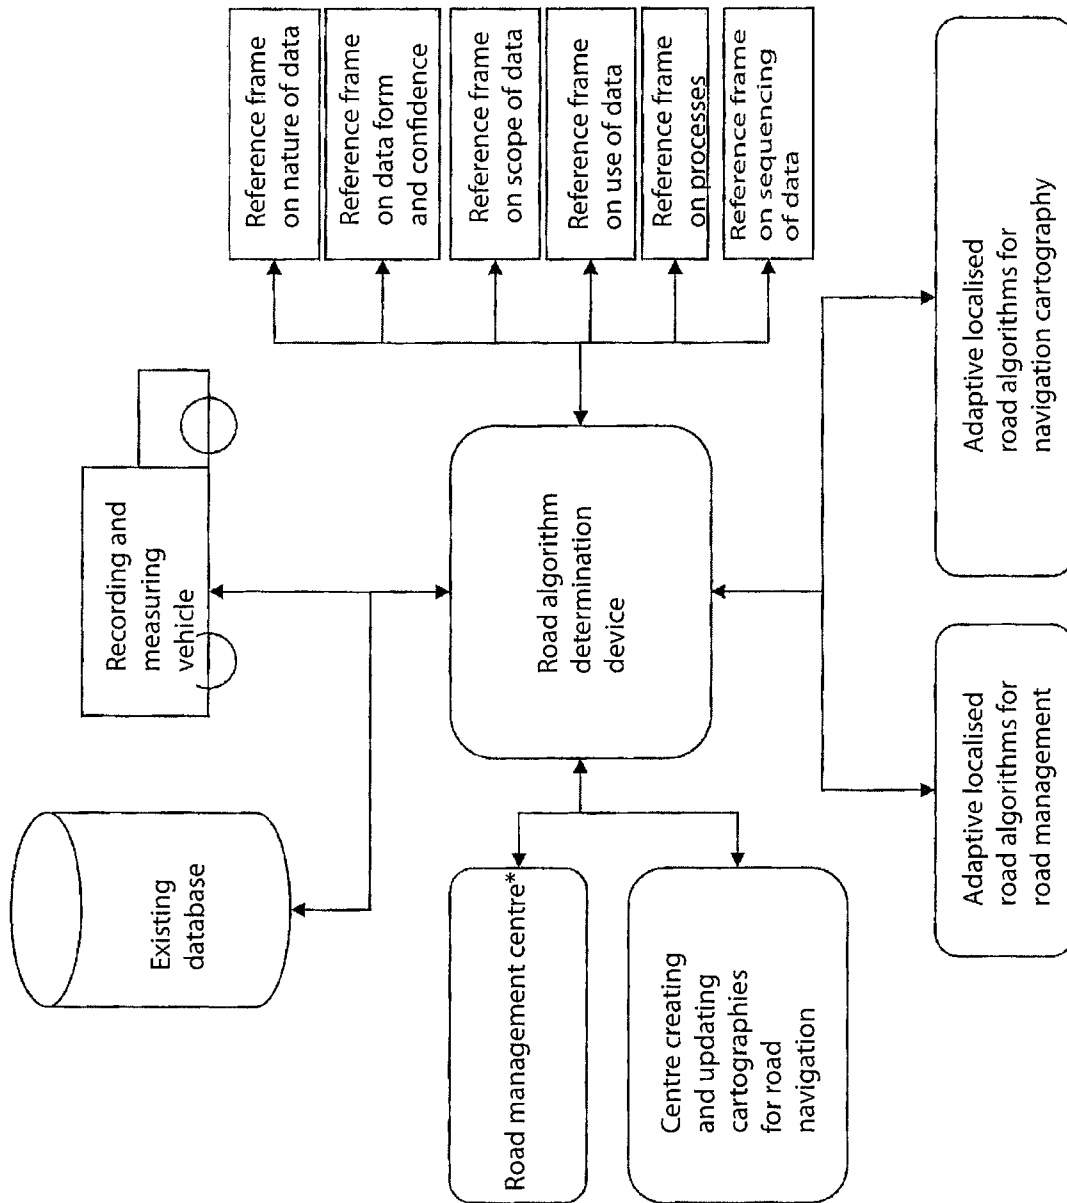 Existing
database
Recording and
measuring
vehicle
Reference frame
on nature of data
Reference frame
on data form
and confidence
Reference frame
on scope of data
Reference frame
on use of data
Reference frame
on processes
Reference frame
on sequencing
of data
Road algorithm
determination
device
Road management centre*
Centre creating
and updating
cartographies
for road
navigation
Adaptive localised
road algorithms for
road management
Adaptive localised
road algorithms for
navigation cartography